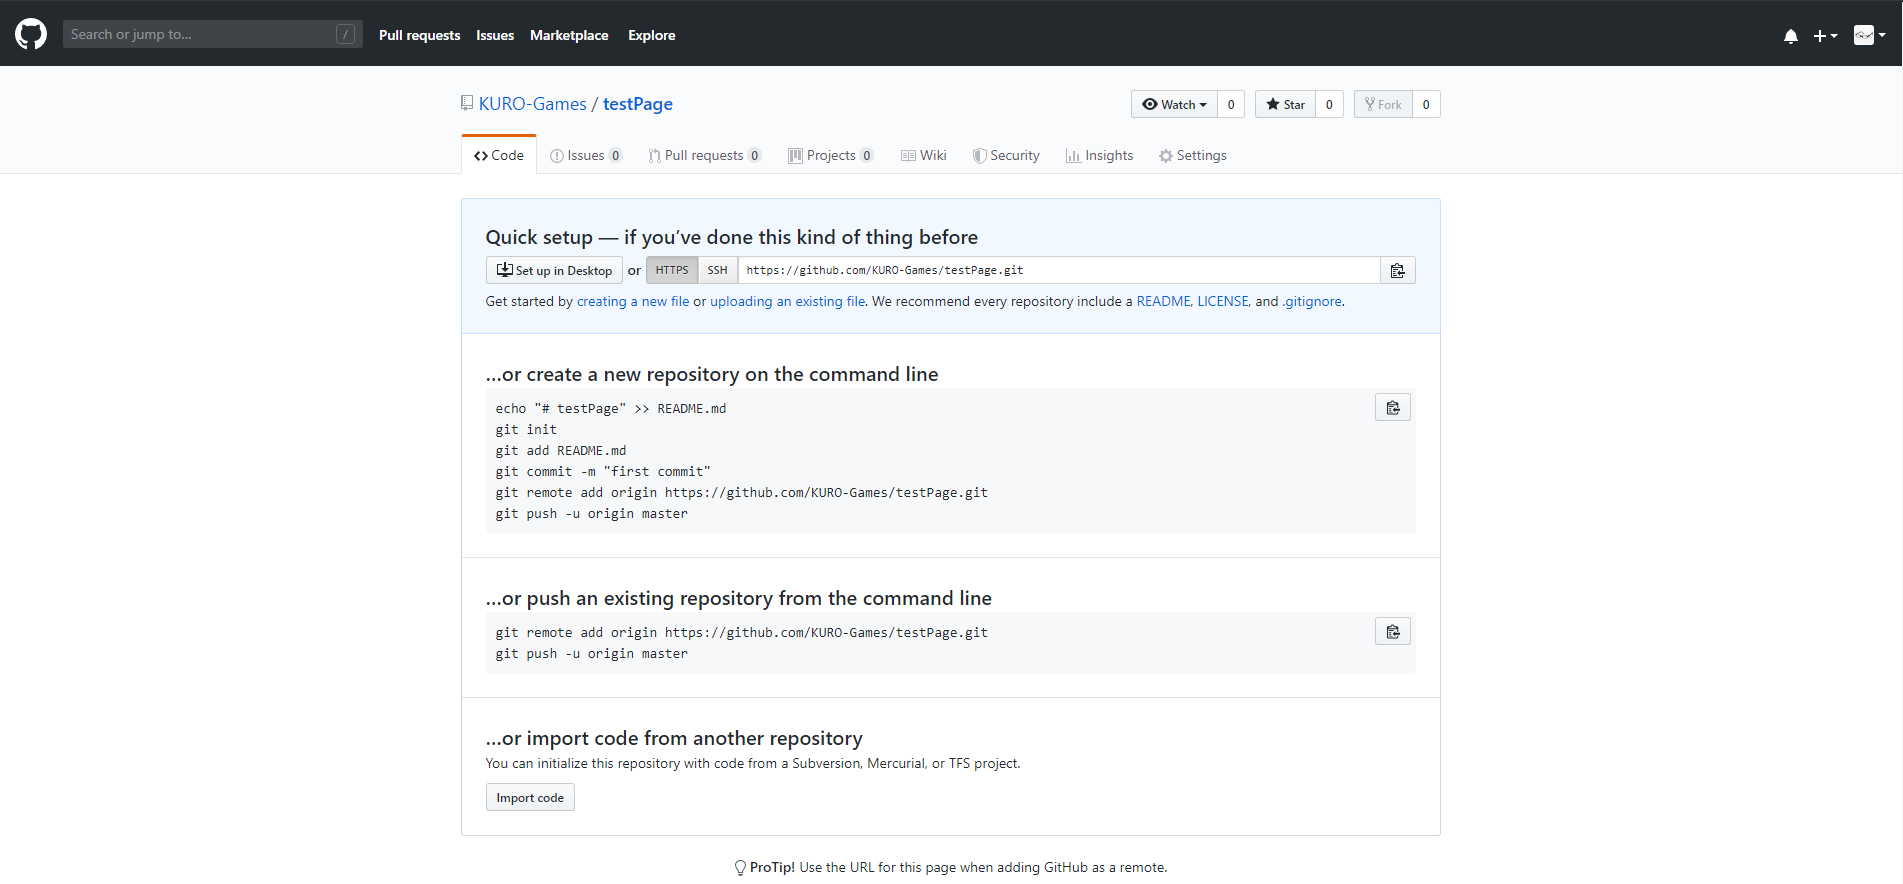 Search or jump to... /
Pull requests Issues Marketplace Explore
KURO-Games / testPage
Watch 0 Star 0 Fork 0
Code Issues 0 Pull requests 0 Projects 0 Wiki Security Insights Settings
Quick setup — if you’ve done this kind of thing before
Set up in Desktop or HTTPS SSH https://github.com/KURO-Games/testPage.git
Get started by creating a new file or uploading an existing file. We recommend every repository include a README, LICENSE, and .gitignore.
…or create a new repository on the command line
echo "# testPage" >> README.md
git init
git add README.md
git commit -m "first commit"
git remote add origin https://github.com/KURO-Games/testPage.git
git push -u origin master
…or push an existing repository from the command line
git remote add origin https://github.com/KURO-Games/testPage.git
git push -u origin master
…or import code from another repository
You can initialize this repository with code from a Subversion, Mercurial, or TFS project.
Import code
ProTip! Use the URL for this page when adding GitHub as a remote.